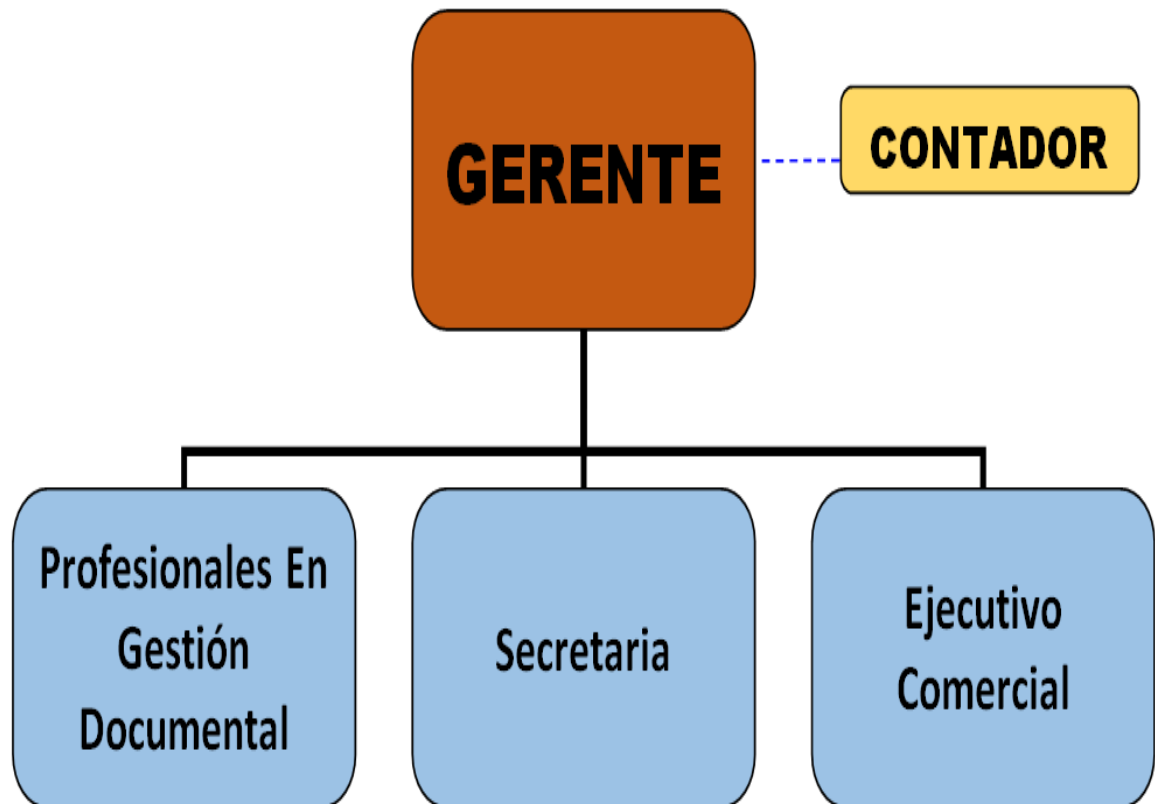 GERENTE
CONTADOR
Profesionales En
Gestión
Documental
Secretaria
Ejecutivo
Comercial